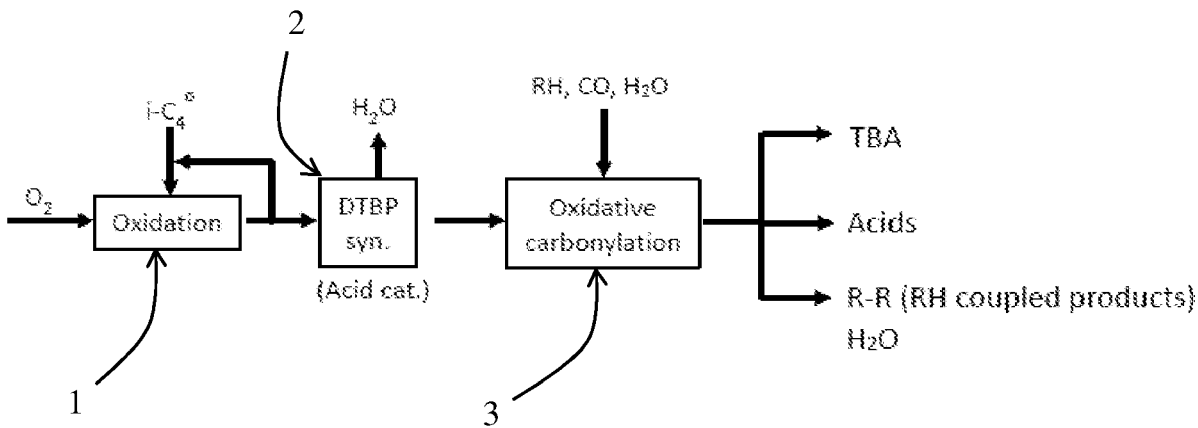 2
RH, CO, H₂O
i-C₄°
H₂O
TBA
O₂
Oxidation
DTBP
syn.
Oxidative
carbonylation
Acids
(Acid cat.)
R-R (RH coupled products)
H₂O
1
3